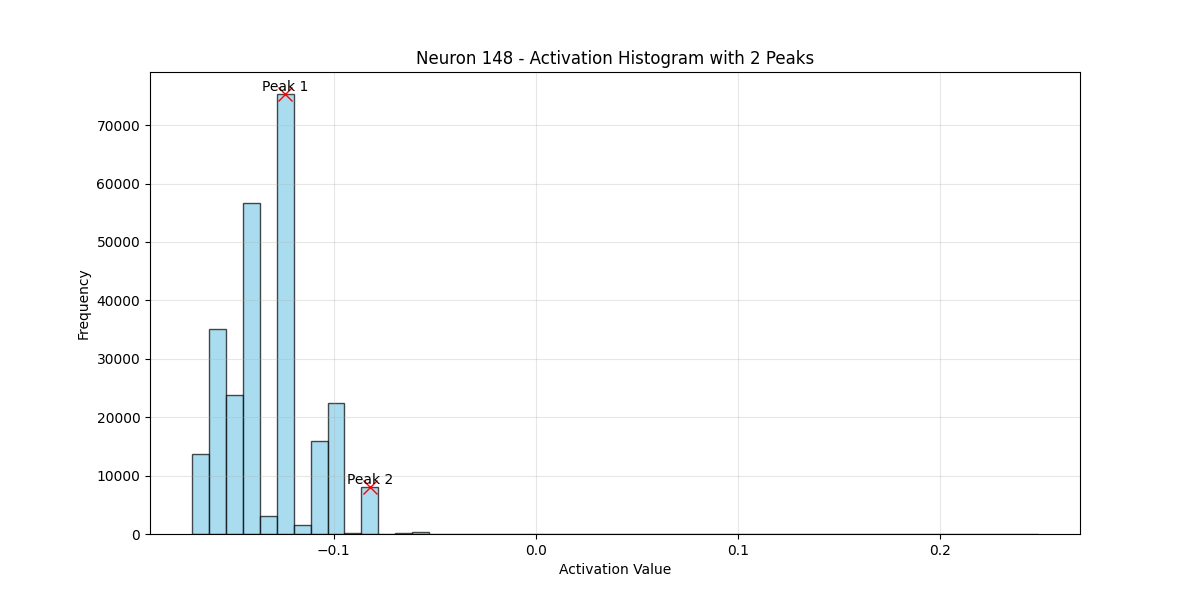 Neuron 148 - Activation Histogram with 2 Peaks
Peak 1
Peak 2
70000
60000
50000
40000
30000
20000
10000
0
Frequency
−0.1
0.0
0.1
0.2
Activation Value